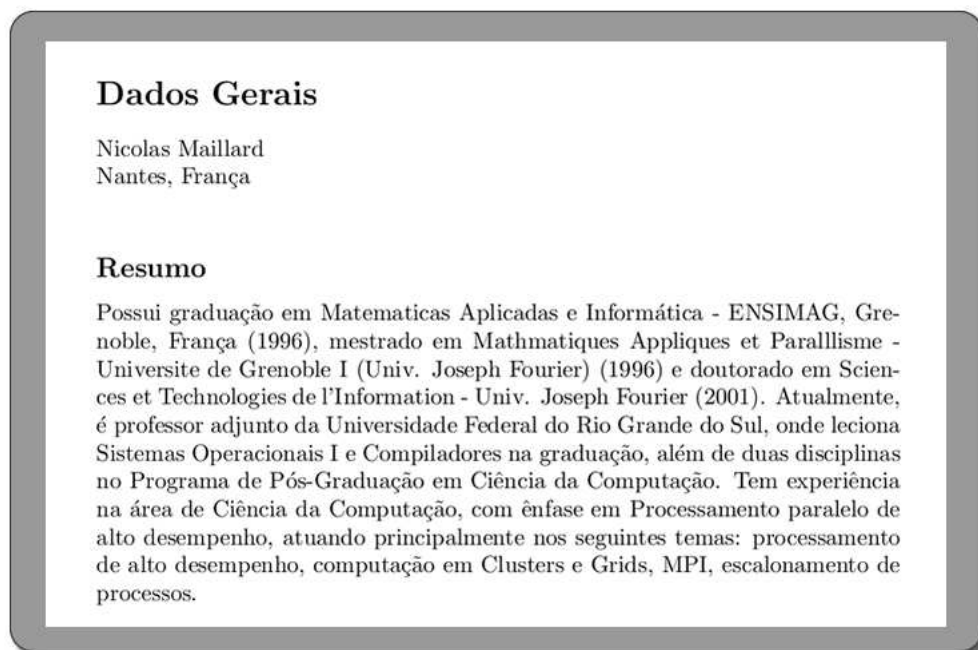 Dados Gerais
Nicolas Maillard
Nantes, França
Resumo
Possui graduação em Matematicas Aplicadas e Informática - ENSIMAG, Gre-
noble, França (1996), mestrado em Mathmatiques Appliques et Paralllisme -
Universite de Grenoble I (Univ. Joseph Fourier) (1996) e doutorado em Scien-
ces et Technologies de l'Information - Univ. Joseph Fourier (2001). Atualmente,
é professor adjunto da Universidade Federal do Rio Grande do Sul, onde leciona
Sistemas Operacionais I e Compiladores na graduação, além de duas disciplinas
no Programa de Pós-Graduação em Ciência da Computação. Tem experiência
na área de Ciência da Computação, com ênfase em Processamento paralelo de
alto desempenho, atuando principalmente nos seguintes temas: processamento
de alto desempenho, computação em Clusters e Grids, MPI, escalonamento de
processos.